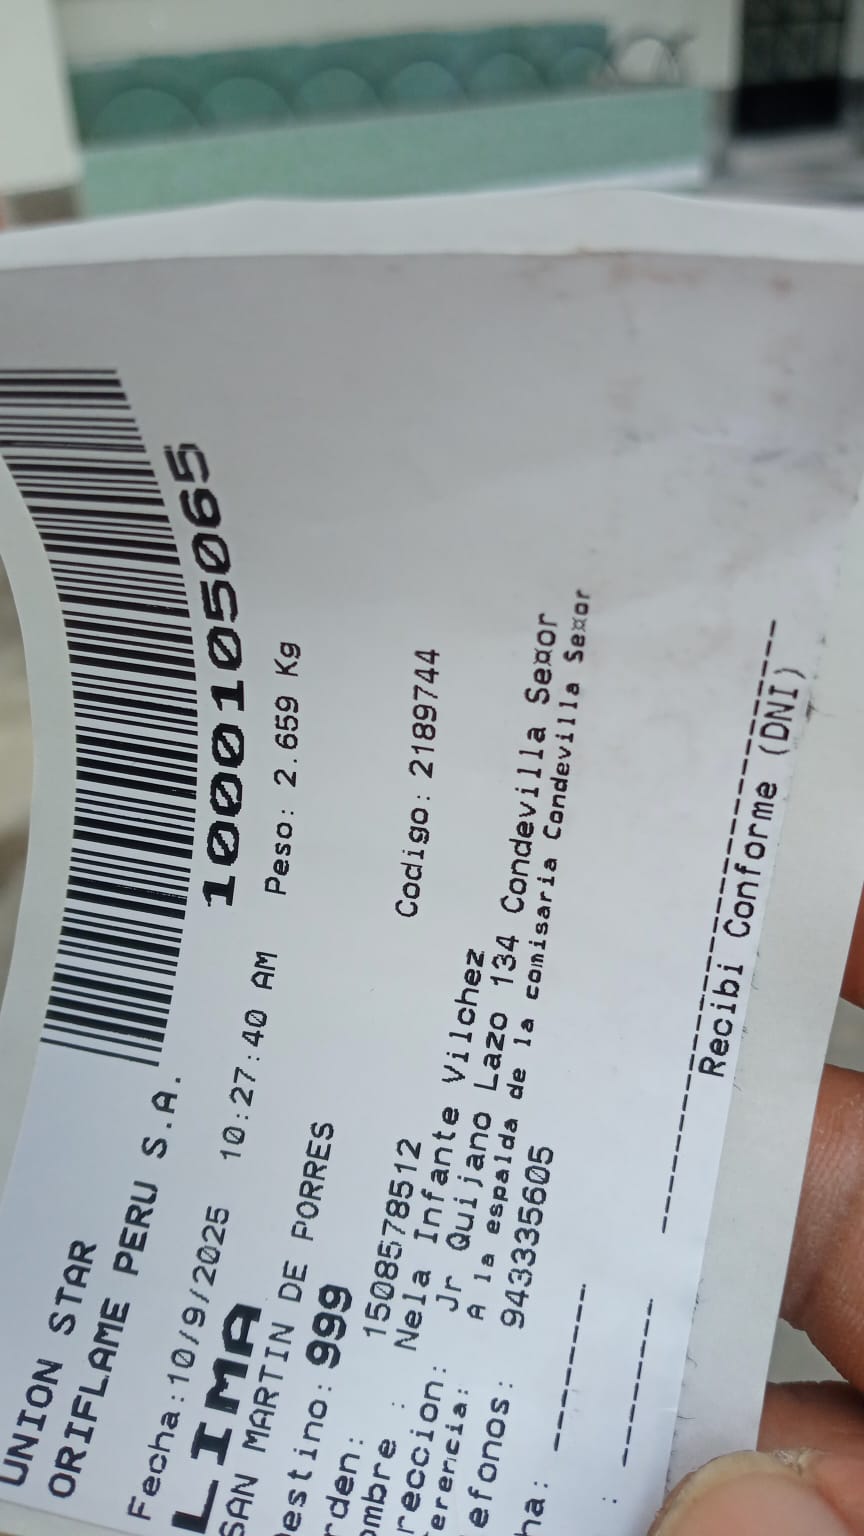 UNION STAR
ORIFLAME PERU S.A.
1000105065
Fecha:10/9/2025 10:27:40 AM Peso: 2.659 Kg
LIMA
SAN MARTIN DE PORRES
estino: 999
rden: 1508578512 Codigo: 2189744
ombre : Nela Infante Vilchez
reccion: Jr Quijano Lazo 134 Condevilla Se¤or
erencia: A la espalda de la comisaria Condevilla Se¤or
efonos: 943335605
ha: --------
: ---------- ------------------------------
Recibi Conforme (DNI)